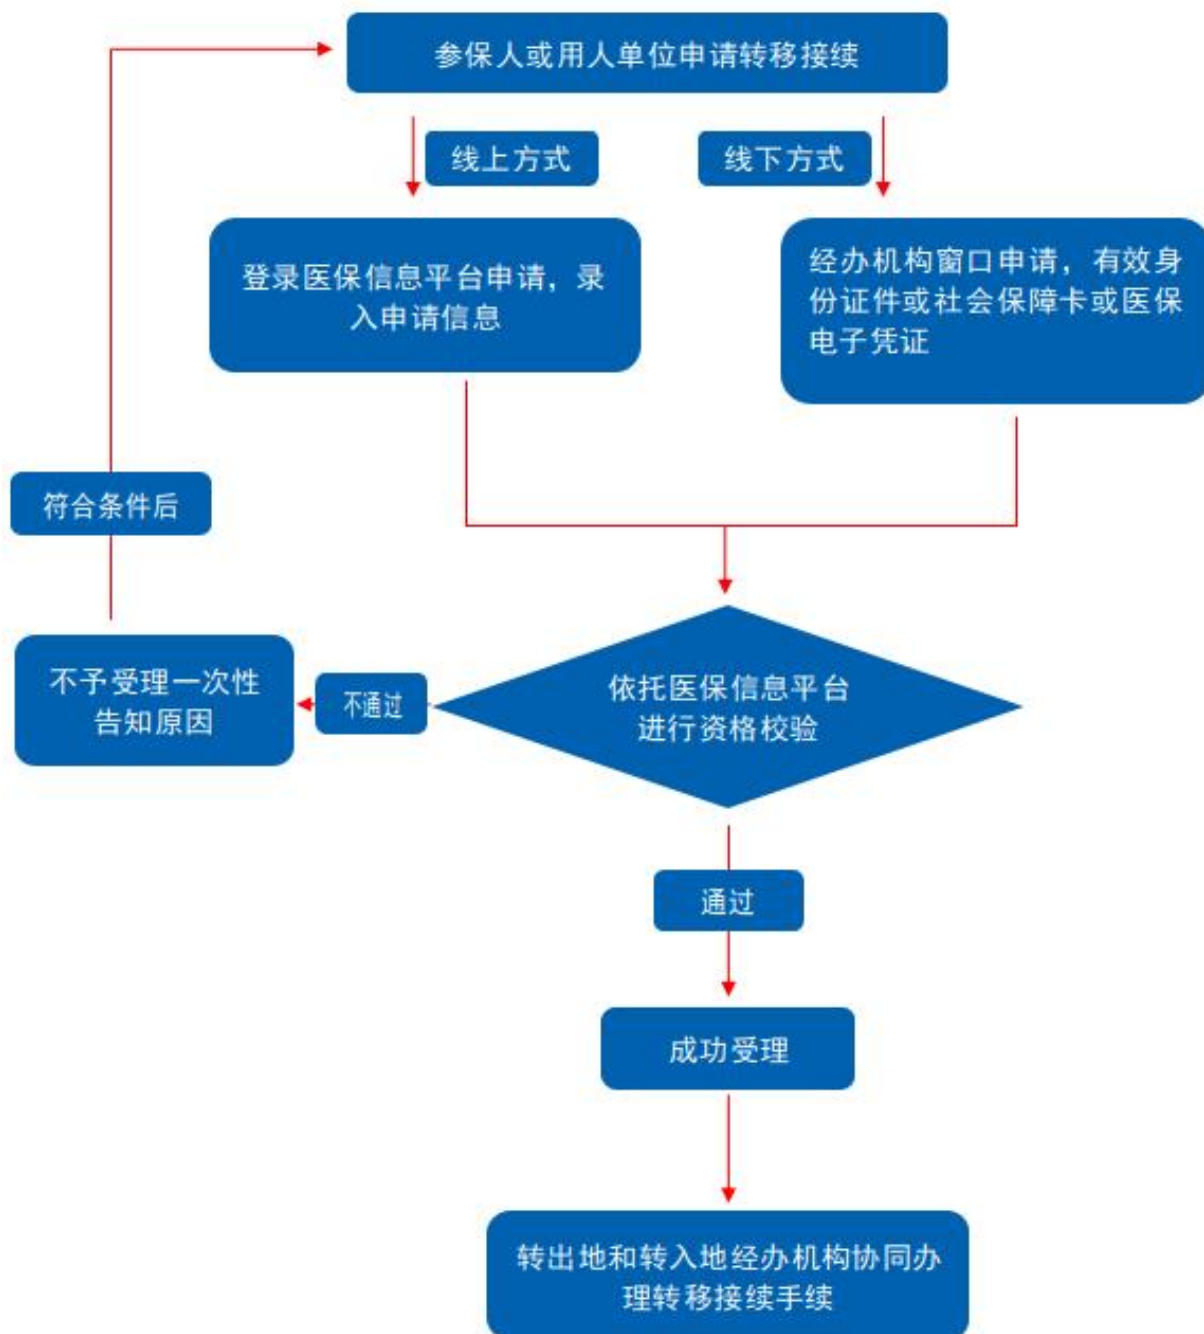 参保人或用人单位申请转移接续
线上方式
线下方式
登录医保信息平台申请，录
入申请信息
经办机构窗口申请，有效身
份证件或社会保障卡或医保
电子凭证
符合条件后
不予受理一次性
告知原因
不通过
依托医保信息平台
进行资格校验
通过
成功受理
转出地和转入地经办机构协同办
理转移接续手续